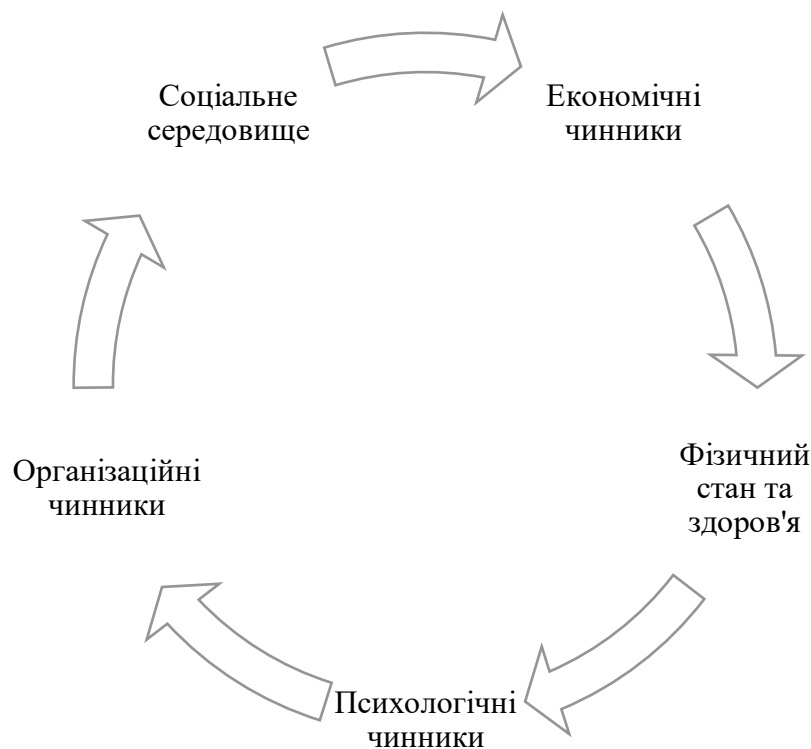 Соціальне
середовище
Економічні
чинники
Фізичний
стан та
здоров'я
Психологічні
чинники
Організаційні
чинники